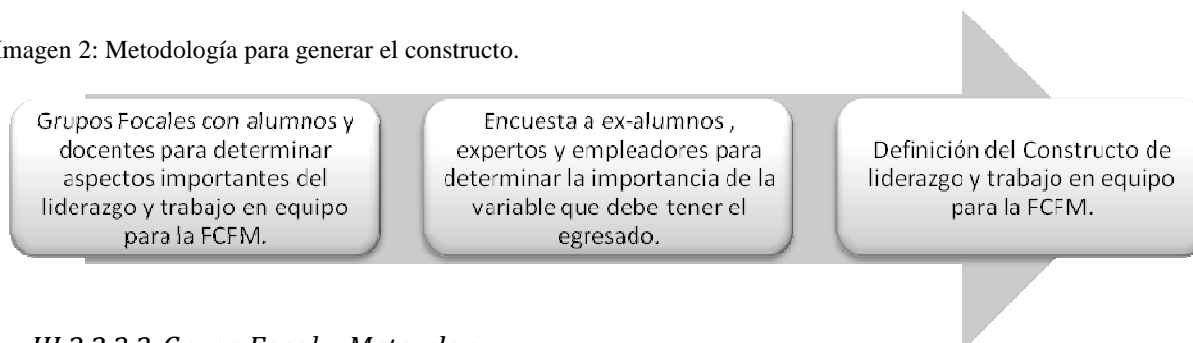 Imagen 2: Metodología para generar el constructo.
Grupos Focales con alumnos y
docentes para determinar
aspectos importantes del
liderazgo y trabajo en equipo
para la FCFM.
Encuesta a ex-alumnos ,
expertos y empleadores para
determinar la importancia de la
variable que debe tener el
egresado.
Definición del Constructo de
liderazgo y trabajo en equipo
para la FCFM.